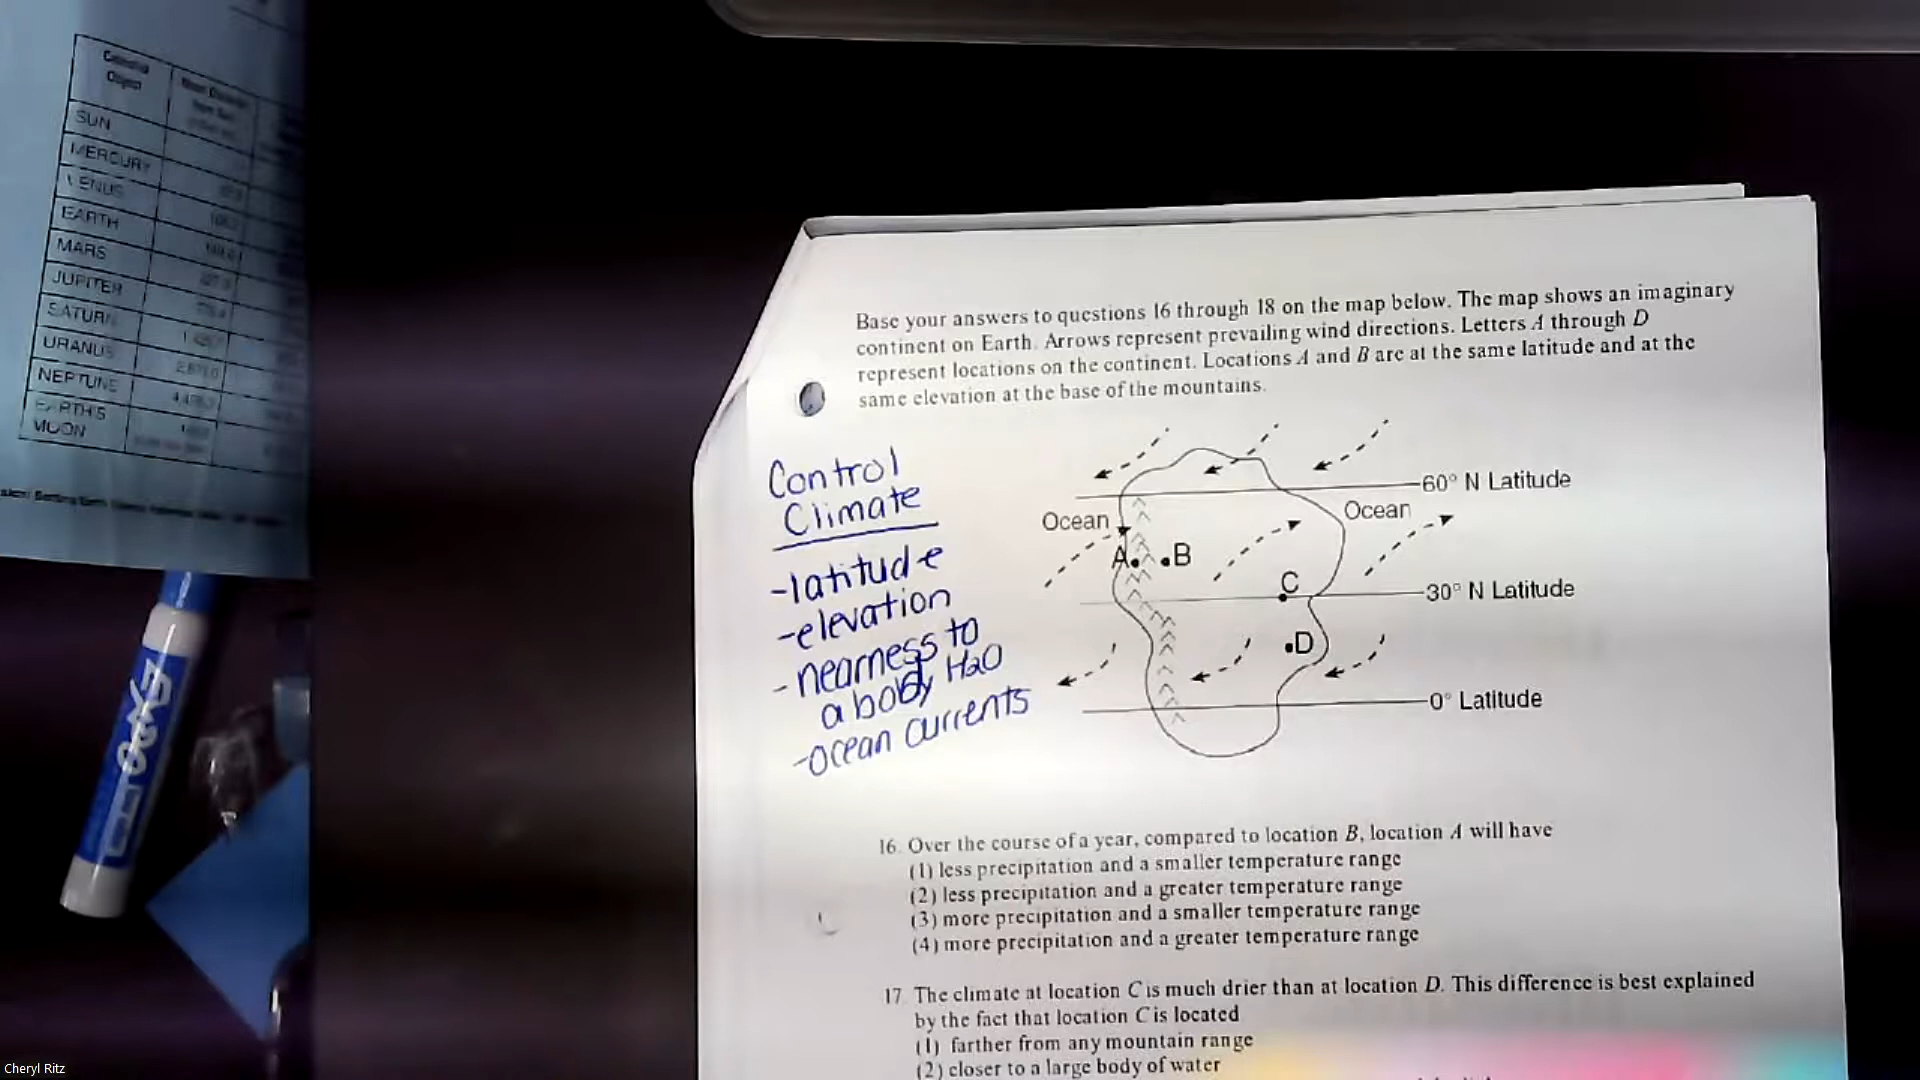 Celestial
Object
SUN
MERCURY
VENUS
EARTH
MARS
JUPITER
SATURN
URANUS
NEPTUNE
EARTH'S
MOON
EXPO
Base your answers to questions 16 through 18 on the map below. The map shows an imaginary
continent on Earth. Arrows represent prevailing wind directions. Letters A through D
represent locations on the continent. Locations A and B are at the same latitude and at the
same elevation at the base of the mountains.
Control
Climate
-latitude
-elevation
-nearness to
a body H2O
-ocean currents
60° N Latitude
Ocean
Ocean
A
B
C
30° N Latitude
D
0° Latitude
16. Over the course of a year, compared to location B, location A will have
(1) less precipitation and a smaller temperature range
(2) less precipitation and a greater temperature range
(3) more precipitation and a smaller temperature range
(4) more precipitation and a greater temperature range
17. The climate at location C is much drier than at location D. This difference is best explained
by the fact that location C is located
(1) farther from any mountain range
(2) closer to a large body of water
Cheryl Ritz